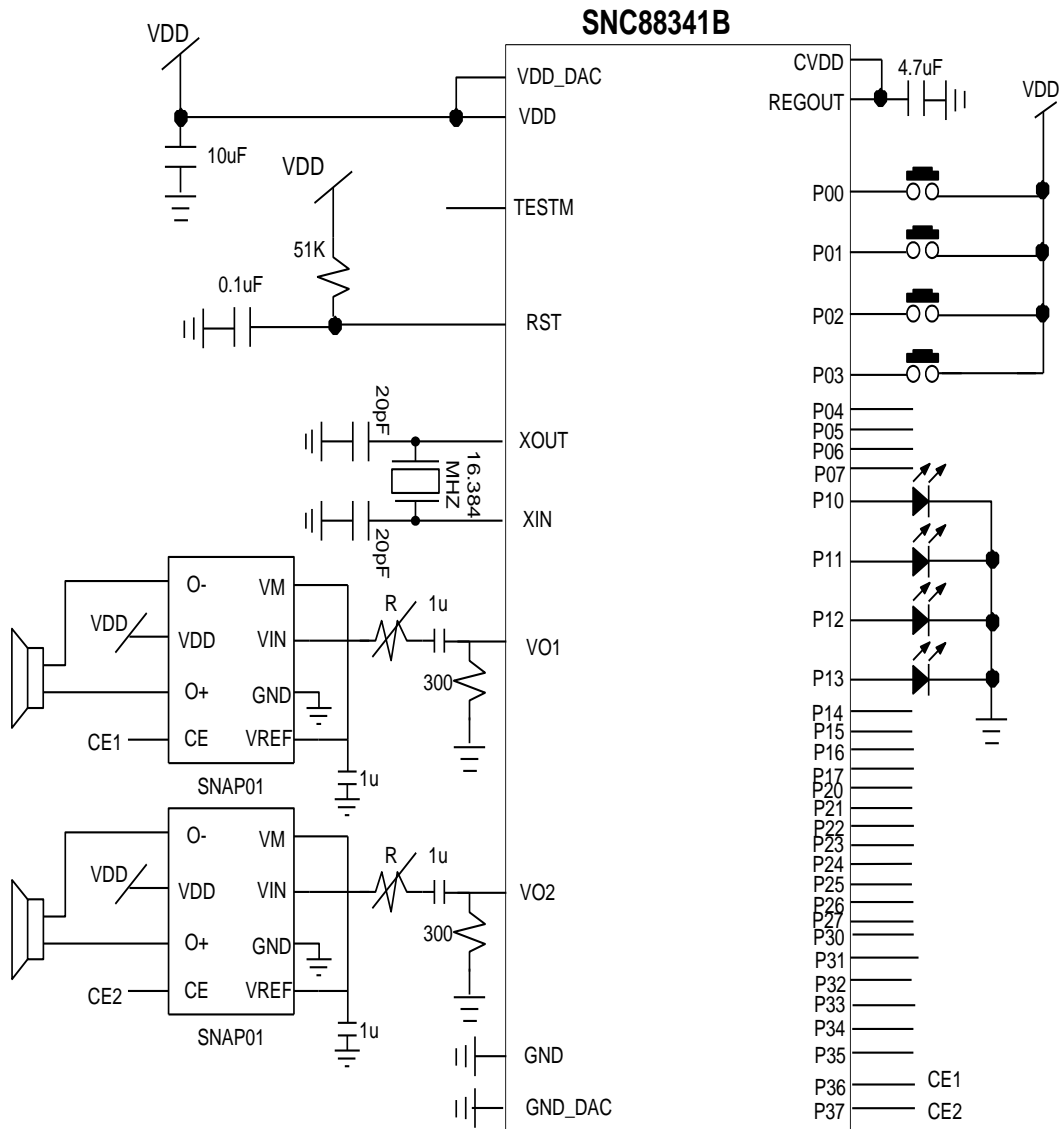 SNC88341B
VDD
VDD_DAC
VDD
10uF
VDD
TESTM
51K
0.1uF
RST
20pF
XOUT
16.384
MHZ
XIN
20pF
O-
VM
VDD
VDD
VIN
R
1u
VO1
O+
GND
300
CE1
CE
VREF
1u
SNAP01
O-
VM
VDD
VDD
VIN
R
1u
VO2
O+
GND
300
CE2
CE
VREF
1u
SNAP01
GND
GND_DAC
CVDD
4.7uF
REGOUT
VDD
P00
P01
P02
P03
P04
P05
P06
P07
P10
P11
P12
P13
P14
P15
P16
P17
P20
P21
P22
P23
P24
P25
P26
P27
P30
P31
P32
P33
P34
P35
P36 CE1
P37 CE2